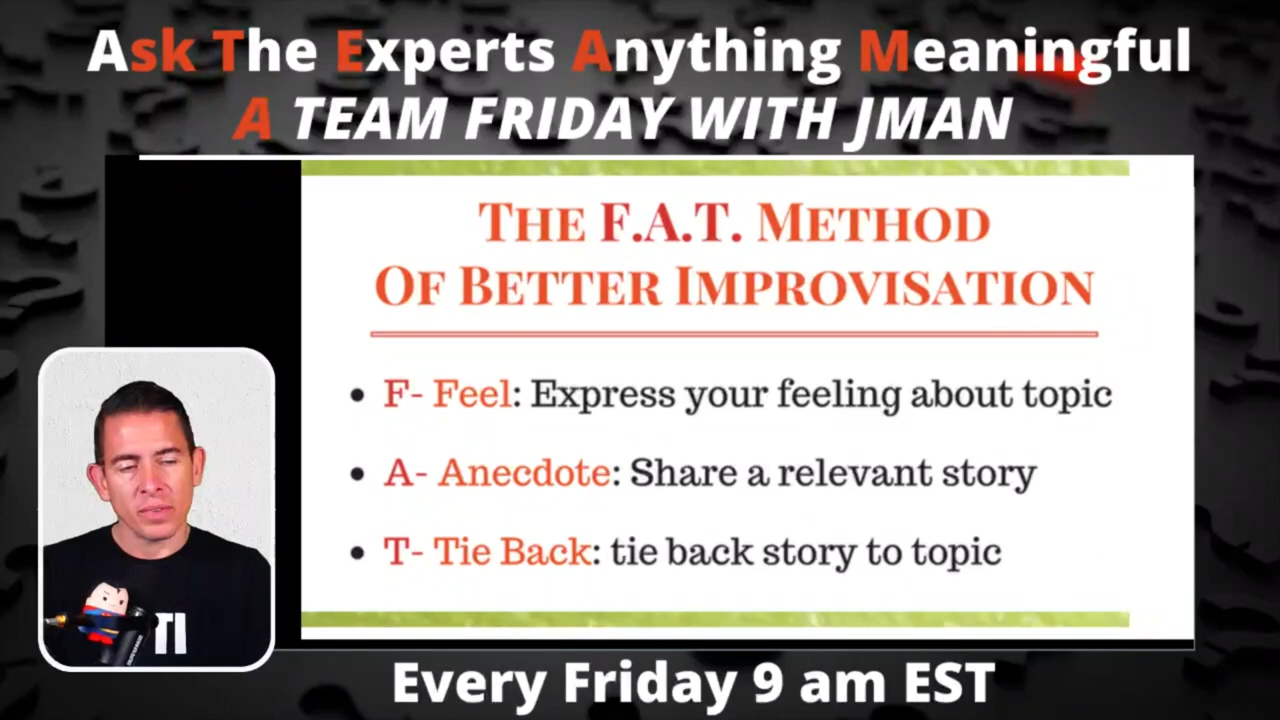 Ask The Experts Anything Meaningful
A TEAM FRIDAY WITH JMAN
THE F.A.T. METHOD
OF BETTER IMPROVISATION
• F- Feel: Express your feeling about topic
• A- Anecdote: Share a relevant story
• T- Tie Back: tie back story to topic
TI
Every Friday 9 am EST